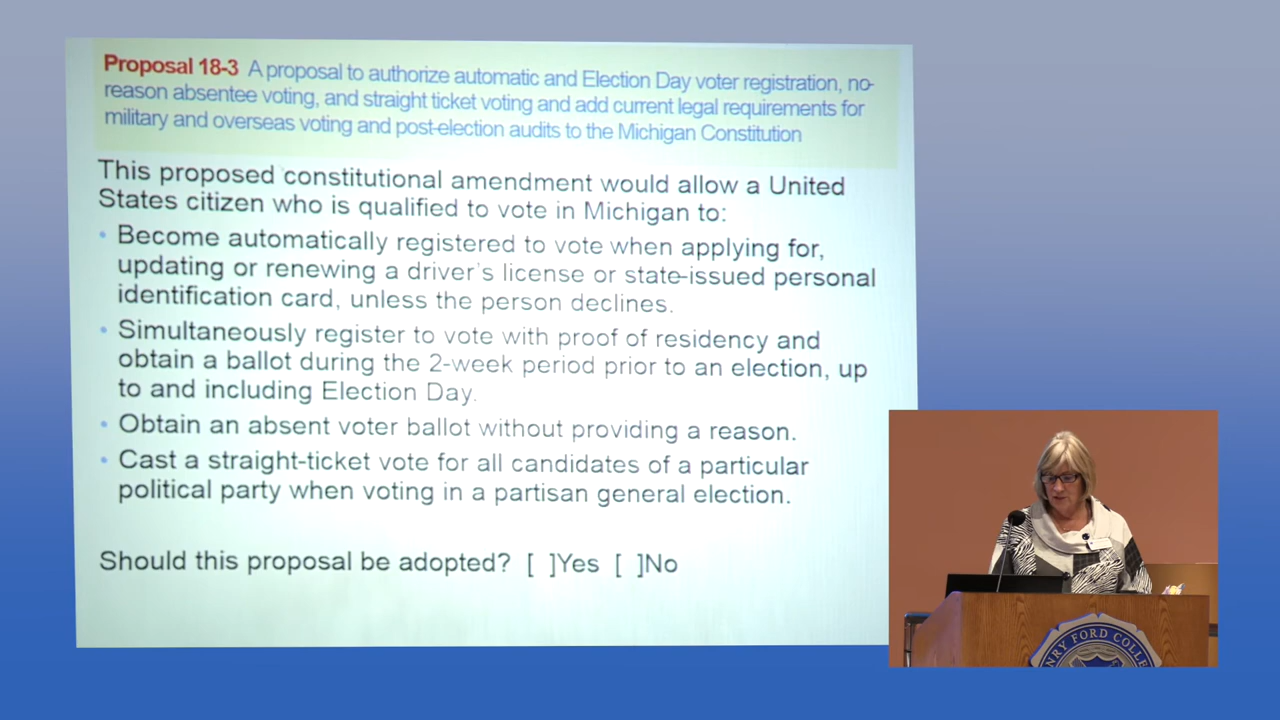 Proposal 18-3 A proposal to authorize automatic and Election Day voter registration, no-
reason absentee voting, and straight ticket voting and add current legal requirements for
military and overseas voting and post-election audits to the Michigan Constitution
This proposed constitutional amendment would allow a United
States citizen who is qualified to vote in Michigan to:
• Become automatically registered to vote when applying for,
updating or renewing a driver's license or state-issued personal
identification card, unless the person declines.
• Simultaneously register to vote with proof of residency and
obtain a ballot during the 2-week period prior to an election, up
to and including Election Day.
• Obtain an absent voter ballot without providing a reason.
• Cast a straight-ticket vote for all candidates of a particular
political party when voting in a partisan general election.
Should this proposal be adopted? [ ]Yes [ ]No
NRY FORD COLLE